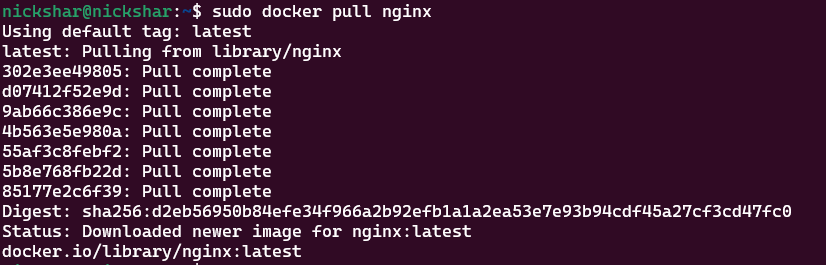 nickshar@nickshar:~$ sudo docker pull nginx
Using default tag: latest
latest: Pulling from library/nginx
302e3ee49805: Pull complete
d07412f52e9d: Pull complete
9ab66c386e9c: Pull complete
4b563e5e980a: Pull complete
55af3c8febf2: Pull complete
5b8e768fb22d: Pull complete
85177e2c6f39: Pull complete
Digest: sha256:d2eb56950b84efe34f966a2b92efb1a1a2ea53e7e93b94cdf45a27cf3cd47fc0
Status: Downloaded newer image for nginx:latest
docker.io/library/nginx:latest